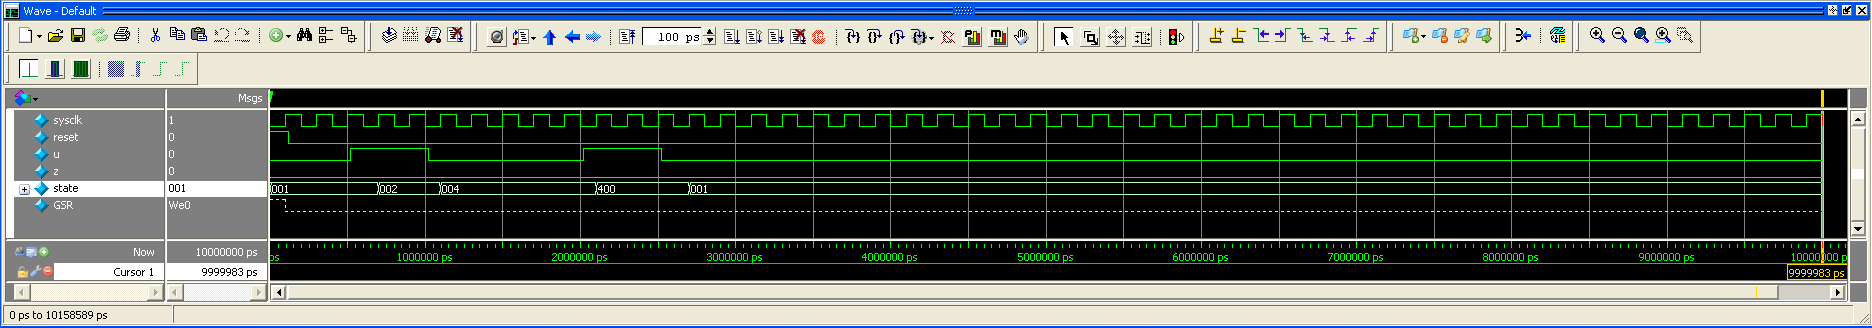 Wave - Default
100 ps
Msgs
sysclk 1
reset 0
u 0
z 0
state 001 001 002 004 400 001
GSR We0
Now 10000000 ps ps 1000000 ps 2000000 ps 3000000 ps 4000000 ps 5000000 ps 6000000 ps 7000000 ps 8000000 ps 9000000 ps 10000000 p
Cursor 1 9999983 ps 9999983 ps
0 ps to 10158589 ps